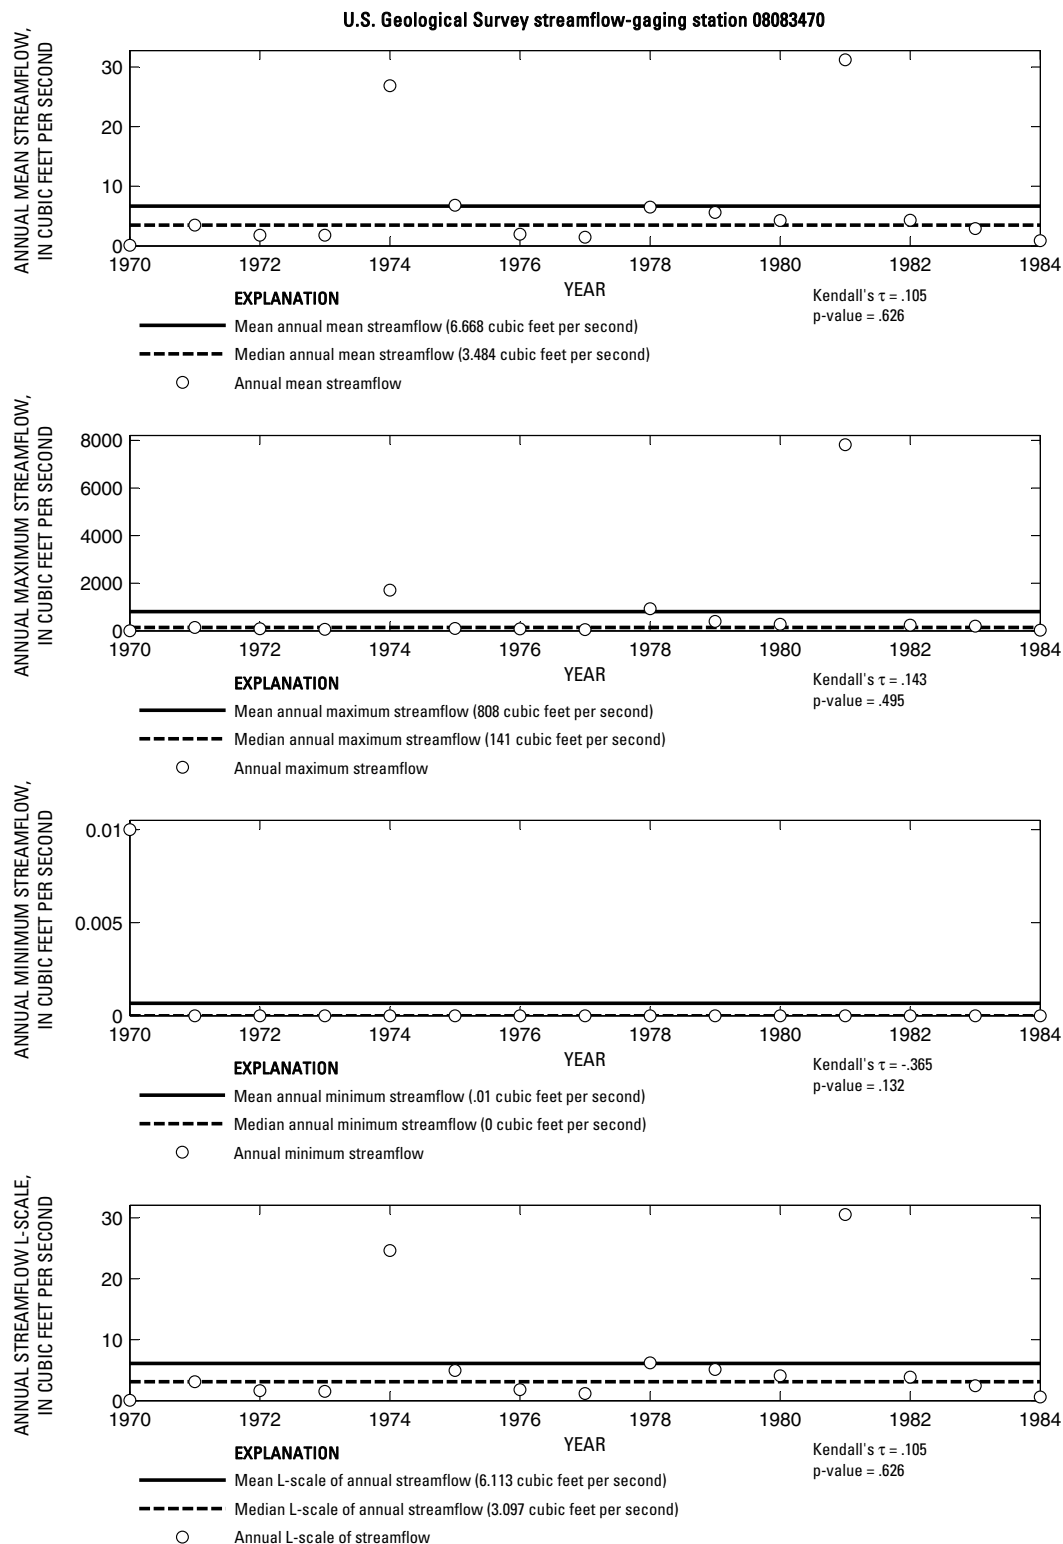 U.S. Geological Survey streamflow-gaging station 08083470
ANNUAL MEAN STREAMFLOW,
IN CUBIC FEET PER SECOND
30
20
10
0
1970 1972 1974 1976 1978 1980 1982 1984
YEAR
Kendall's τ = .105
p-value = .626
EXPLANATION
Mean annual mean streamflow (6.668 cubic feet per second)
Median annual mean streamflow (3.484 cubic feet per second)
Annual mean streamflow
ANNUAL MAXIMUM STREAMFLOW,
IN CUBIC FEET PER SECOND
8000
6000
4000
2000
0
1970 1972 1974 1976 1978 1980 1982 1984
YEAR
Kendall's τ = .143
p-value = .495
EXPLANATION
Mean annual maximum streamflow (808 cubic feet per second)
Median annual maximum streamflow (141 cubic feet per second)
Annual maximum streamflow
ANNUAL MINIMUM STREAMFLOW,
IN CUBIC FEET PER SECOND
0.01
0.005
0
1970 1972 1974 1976 1978 1980 1982 1984
YEAR
Kendall's τ = -.365
p-value = .132
EXPLANATION
Mean annual minimum streamflow (.01 cubic feet per second)
Median annual minimum streamflow (0 cubic feet per second)
Annual minimum streamflow
ANNUAL STREAMFLOW L-SCALE,
IN CUBIC FEET PER SECOND
30
20
10
0
1970 1972 1974 1976 1978 1980 1982 1984
YEAR
Kendall's τ = .105
p-value = .626
EXPLANATION
Mean L-scale of annual streamflow (6.113 cubic feet per second)
Median L-scale of annual streamflow (3.097 cubic feet per second)
Annual L-scale of streamflow